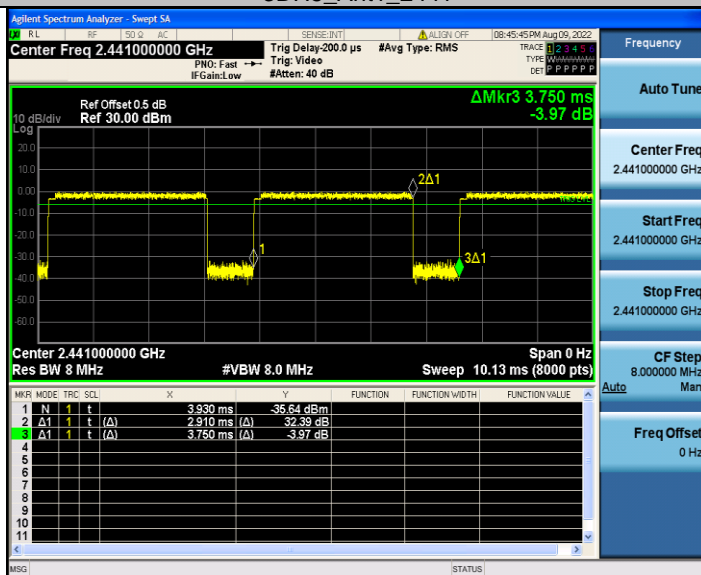 Agilent Spectrum Analyzer - Swept SA
RL RF 50 Ω AC SENSE:INT ALIGN OFF 08:45:45 PM Aug 09, 2022
Center Freq 2.441000000 GHz
PNO: Fast
IFGain:Low
Trig Delay-200.0 µs
Trig: Video
#Atten: 40 dB
#Avg Type: RMS
TRACE 1 2 3 4 5 6
TYPE
DET P P P P P P
ΔMkr3 3.750 ms
-3.97 dB
Ref Offset 0.5 dB
Ref 30.00 dBm
10 dB/div
Log
20.0
10.0
0.00
-10.0
-20.0
-30.0
-40.0
-50.0
-60.0
2Δ1
1
3Δ1
Center 2.441000000 GHz Span 0 Hz
Res BW 8 MHz #VBW 8.0 MHz Sweep 10.13 ms (8000 pts)
MKR MODE TRC SCL X Y FUNCTION FUNCTION WIDTH FUNCTION VALUE
1 N 1 t 3.930 ms -35.64 dBm
2 Δ1 1 t (Δ) 2.910 ms (Δ) 32.39 dB
3 Δ1 1 t (Δ) 3.750 ms (Δ) -3.97 dB
4
5
6
7
8
9
10
11
MSG STATUS
Frequency
Auto Tune
Center Freq
2.441000000 GHz
Start Freq
2.441000000 GHz
Stop Freq
2.441000000 GHz
CF Step
8.000000 MHz
Auto Man
Freq Offset
0 Hz